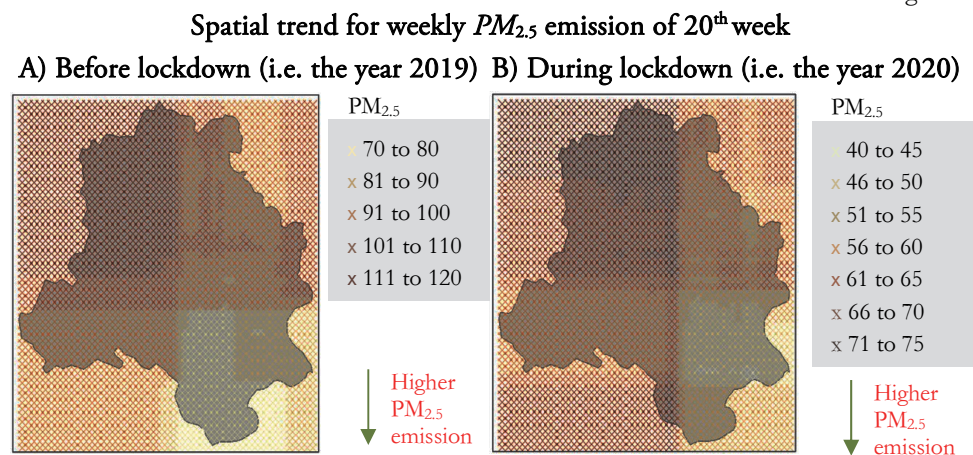 Spatial trend for weekly PM2.5 emission of 20th week
A) Before lockdown (i.e. the year 2019) B) During lockdown (i.e. the year 2020)
PM2.5
x 70 to 80
x 81 to 90
x 91 to 100
x 101 to 110
x 111 to 120
Higher
PM2.5
emission
PM2.5
x 40 to 45
x 46 to 50
x 51 to 55
x 56 to 60
x 61 to 65
x 66 to 70
x 71 to 75
Higher
PM2.5
emission